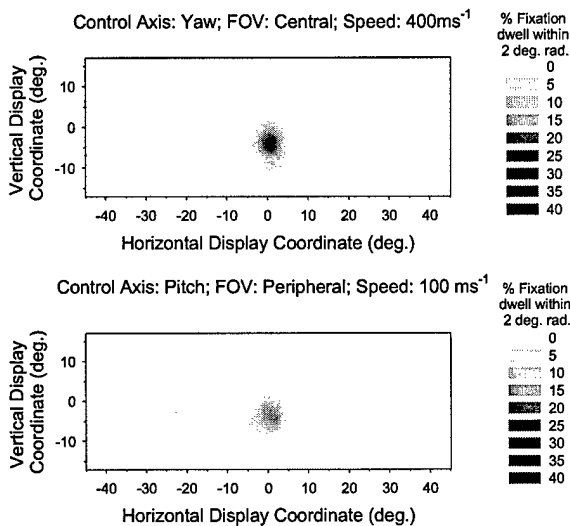 Control Axis: Yaw; FOV: Central; Speed: 400ms-1
% Fixation
dwell within
2 deg. rad.
0
5
10
15
20
25
30
35
40
Vertical Display
Coordinate (deg.)
0
-10
10
-40 -30 -20 -10 0 10 20 30 40
Horizontal Display Coordinate (deg.)
Control Axis: Pitch; FOV: Peripheral; Speed: 100 ms-1
% Fixation
dwell within
2 deg. rad.
0
5
10
15
20
25
30
35
40
Vertical Display
Coordinate (deg.)
10
0
-10
-40 -30 -20 -10 0 10 20 30 40
Horizontal Display Coordinate (deg.)